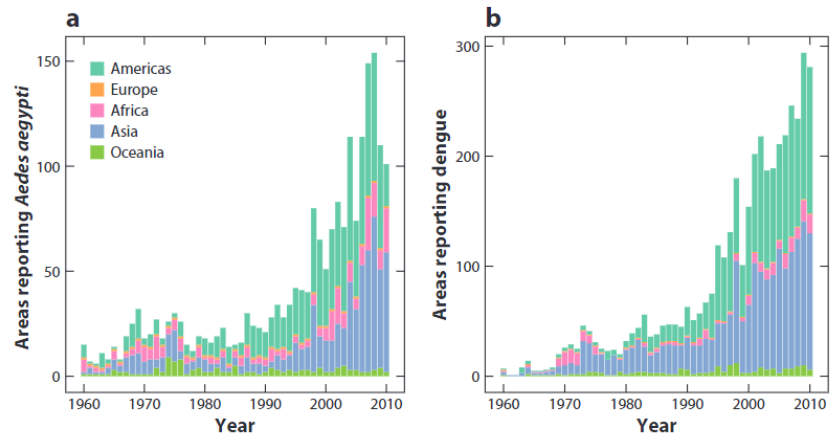 a
Areas reporting Aedes aegypti
150
100
50
0
Americas
Europe
Africa
Asia
Oceania
1960 1970 1980 1990 2000 2010
Year
b
Areas reporting dengue
300
200
100
0
1960 1970 1980 1990 2000 2010
Year